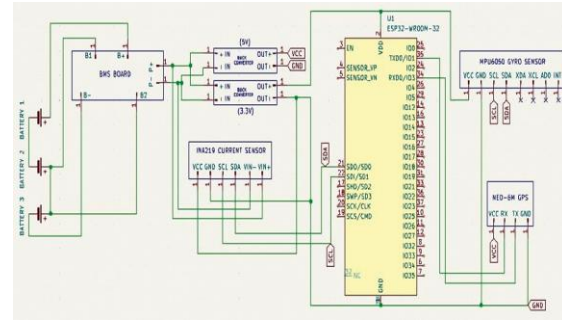 BATTERY 1
BATTERY 2
BATTERY 3
BMS BOARD
B1
B+
P+
P-
B-
B2
(5V)
+ IN
OUT+
BUCK
CONVERTER
- IN
VCC
GND
+ IN
OUT+
BUCK
CONVERTER
(3.3V)
INA219 CURRENT SENSOR
VCC GND SCL SDA VIN- VIN+
SDA
SCL
U1
ESP32-WROOM-32
VDD
EN
SENSOR_VP
SENSOR_VN
SDO/SD0
SDI/SD1
SHD/SD2
SWP/SD3
SCK/CLK
SCS/CMD
NC
GND
IO0
TXD0/IO1
IO2
RXD0/IO3
IO4
IO5
IO12
IO13
IO14
IO15
IO16
IO17
IO18
IO19
IO21
IO22
IO23
IO25
IO26
IO27
IO32
IO33
IO34
IO35
MPU6050 GYRO SENSOR
VCC GND SCL SDA XDA XCL AD0 INT
SCL
SDA
NEO-6M GPS
VCC RX TX GND
VCC
GND